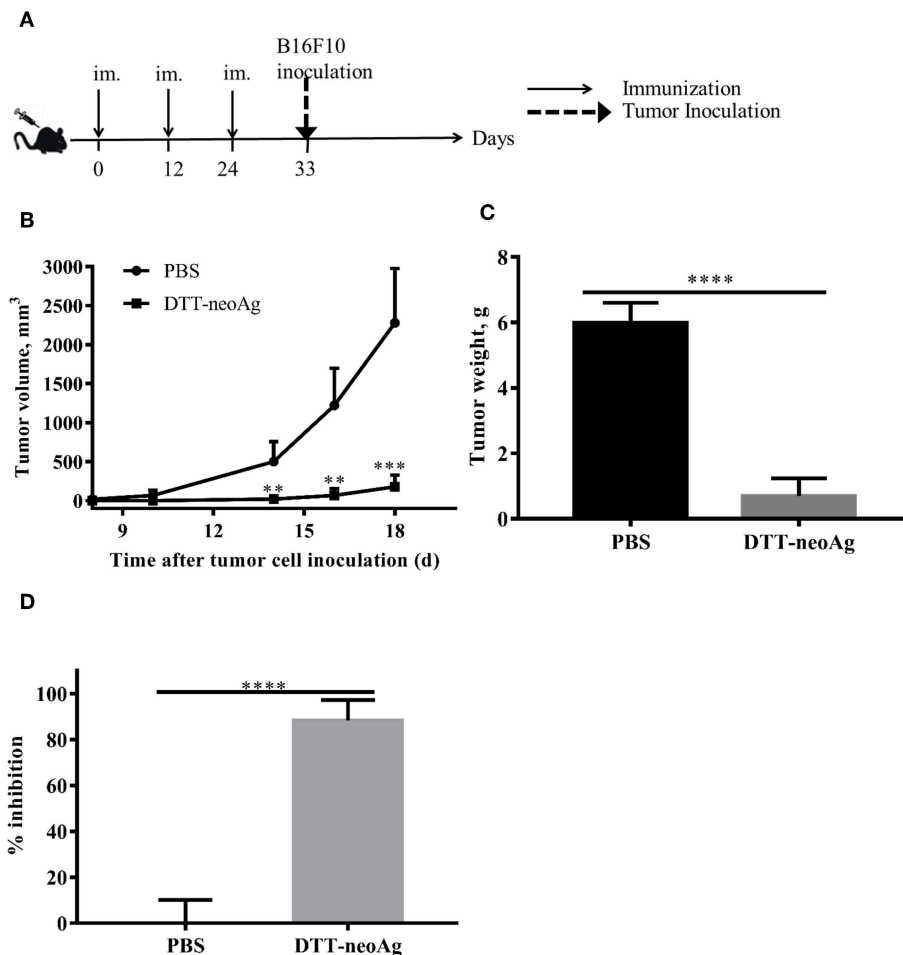 A
im.
im.
im.
B16F10
inoculation
Days
0
12
24
33
Immunization
Tumor Inoculation
B
PBS
DTT-neoAg
Tumor volume, mm³
3000
2500
2000
1500
1000
500
0
**
**
***
9
12
15
18
Time after tumor cell inoculation (d)
C
Tumor weight, g
8
6
4
2
0
****
PBS
DTT-neoAg
D
% inhibition
100
80
60
40
20
0
****
PBS
DTT-neoAg